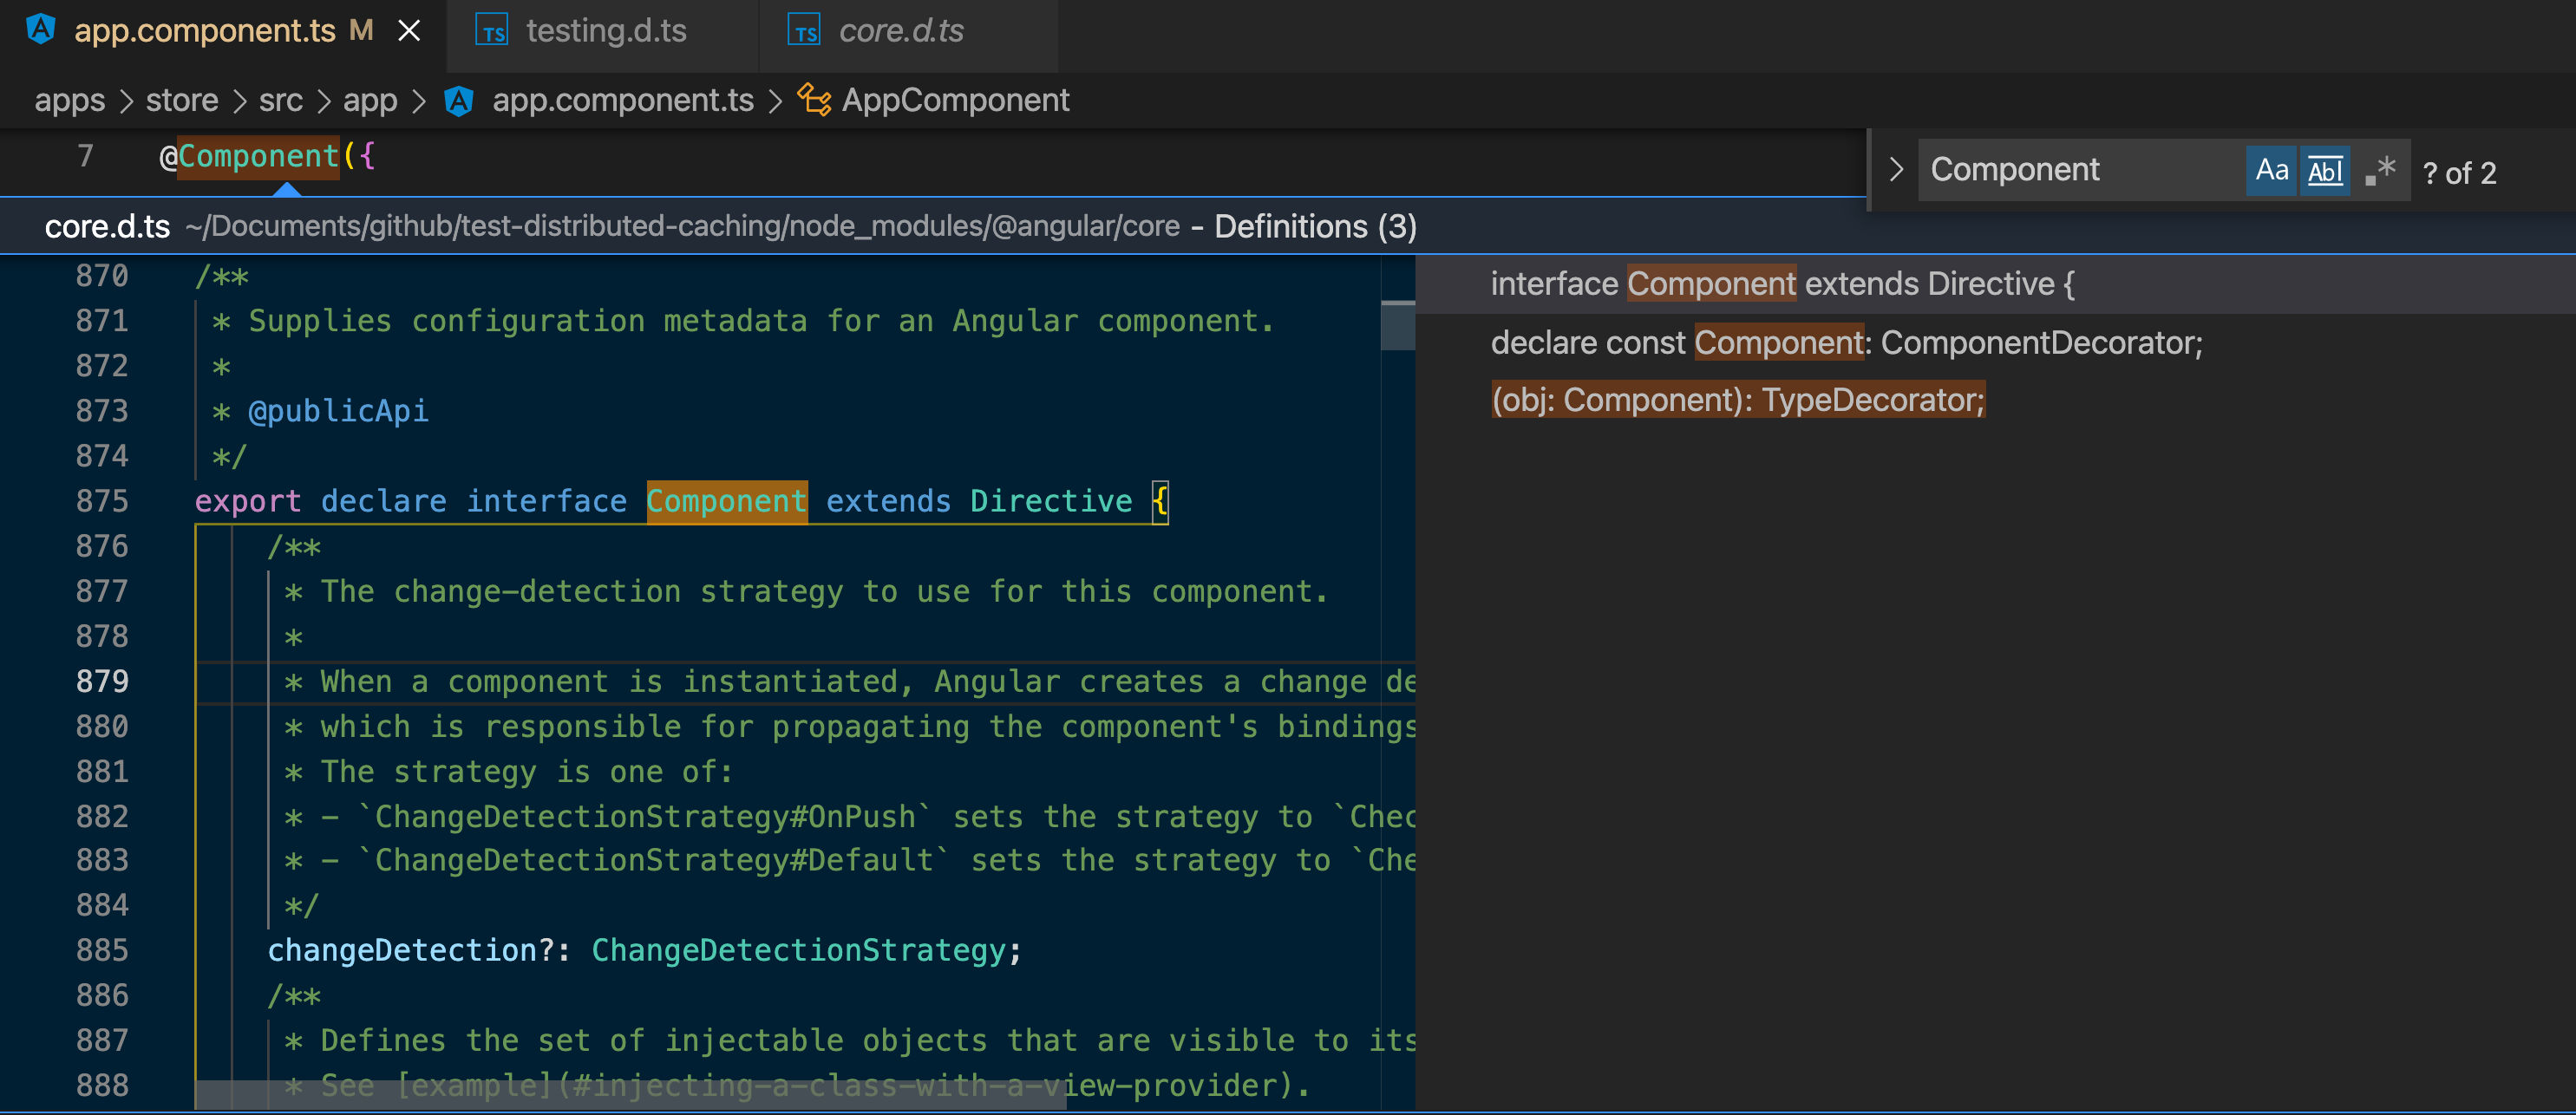 app.component.ts M
TS testing.d.ts
TS core.d.ts
apps > store > src > app > app.component.ts > AppComponent
7 @Component({
> Component Aa Abl .* ? of 2
core.d.ts ~/Documents/github/test-distributed-caching/node_modules/@angular/core - Definitions (3)
870 /**
871 * Supplies configuration metadata for an Angular component.
872 *
873 * @publicApi
874 */
875 export declare interface Component extends Directive {
876 /**
877 * The change-detection strategy to use for this component.
878 *
879 * When a component is instantiated, Angular creates a change de
880 * which is responsible for propagating the component's bindings
881 * The strategy is one of:
882 * - `ChangeDetectionStrategy#OnPush` sets the strategy to `Chec
883 * - `ChangeDetectionStrategy#Default` sets the strategy to `Che
884 */
885 changeDetection?: ChangeDetectionStrategy;
886 /**
887 * Defines the set of injectable objects that are visible to its
888 * See [example](#injecting-a-class-with-a-view-provider).
interface Component extends Directive {
declare const Component: ComponentDecorator;
(obj: Component): TypeDecorator;